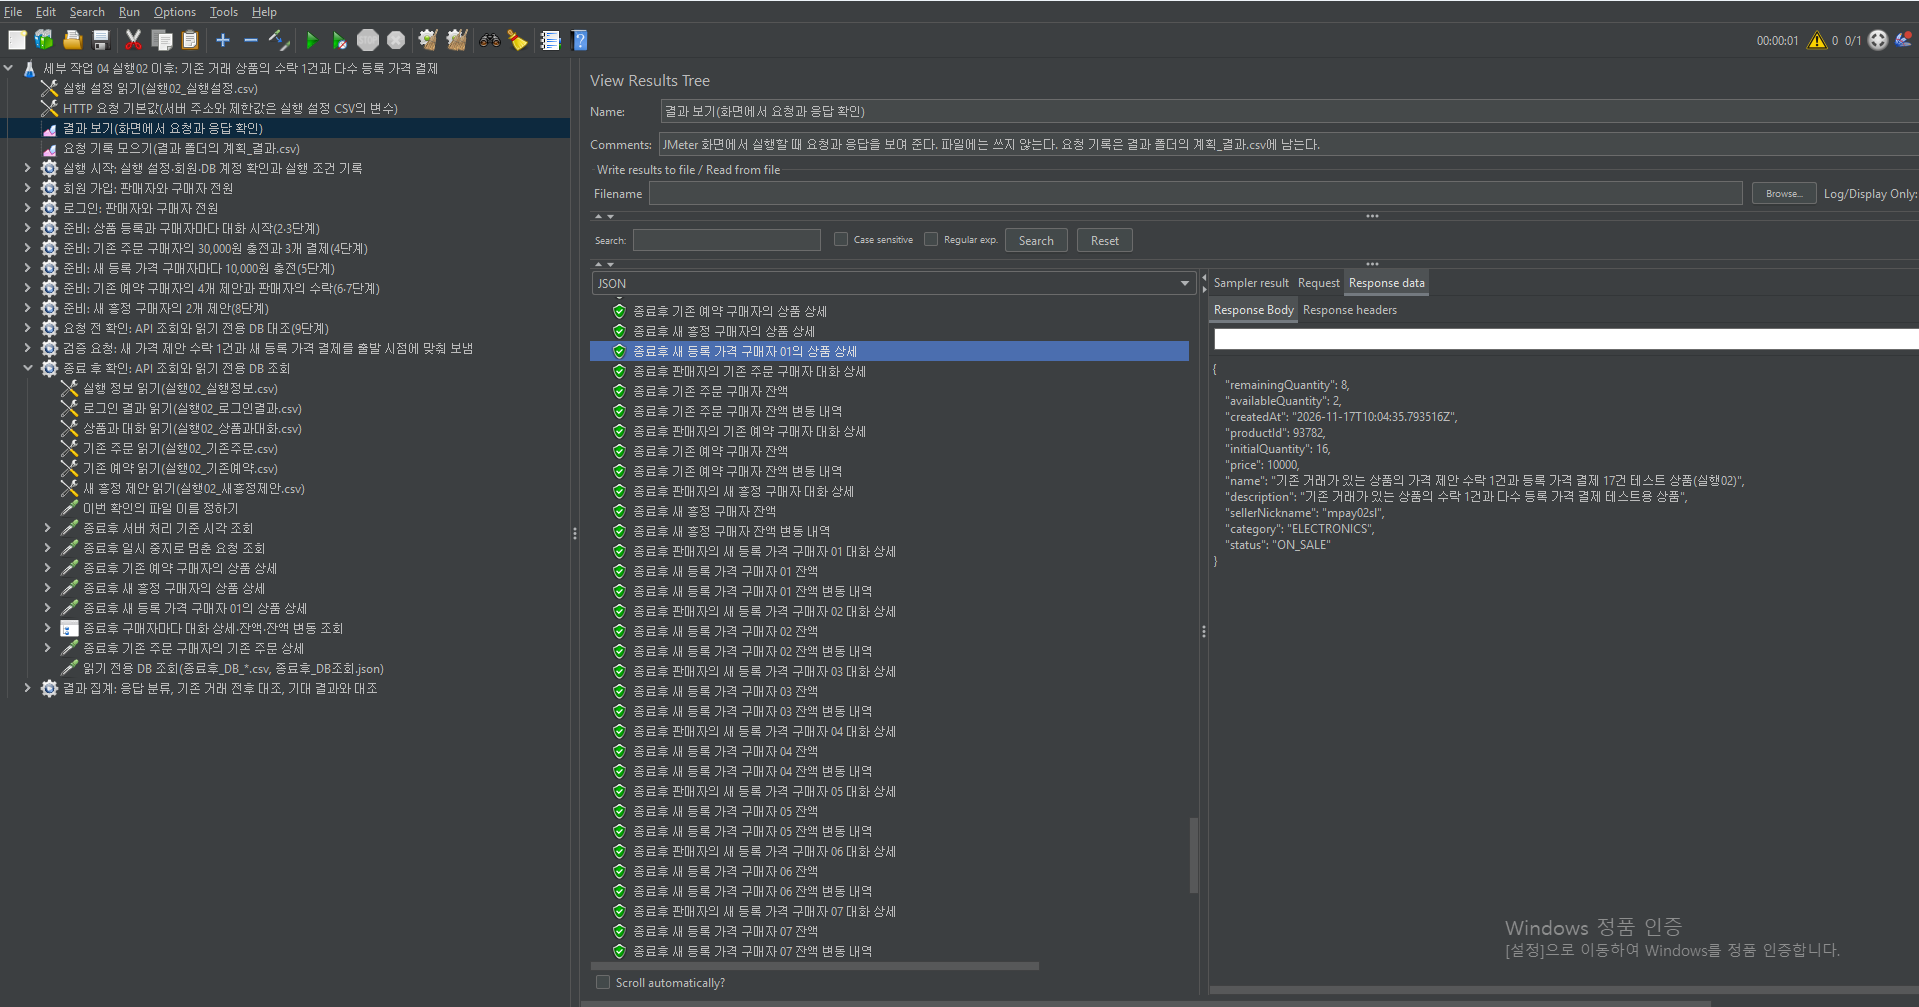 File Edit Search Run Options Tools Help
00:00:01 0 0/1
세부 작업 04 실행02 이후: 기존 거래 상품의 수락 1건과 다수 등록 가격 결제
실행 설정 읽기(실행02_실행설정.csv)
HTTP 요청 기본값(서버 주소와 제한값은 실행 설정 CSV의 변수)
결과 보기(화면에서 요청과 응답 확인)
요청 기록 모으기(결과 폴더의 계획_결과.csv)
실행 시작: 실행 설정·회원·DB 계정 확인과 실행 조건 기록
회원 가입: 판매자와 구매자 전원
로그인: 판매자와 구매자 전원
준비: 상품 등록과 구매자마다 대화 시작(2·3단계)
준비: 기존 주문 구매자의 30,000원 충전과 3개 결제(4단계)
준비: 새 등록 가격 구매자마다 10,000원 충전(5단계)
준비: 기존 예약 구매자의 4개 제안과 판매자의 수락(6·7단계)
준비: 새 흥정 구매자의 2개 제안(8단계)
요청 전 확인: API 조회와 읽기 전용 DB 대조(9단계)
검증 요청: 새 가격 제안 수락 1건과 새 등록 가격 결제를 출발 시점에 맞춰 보냄
종료 후 확인: API 조회와 읽기 전용 DB 조회
실행 정보 읽기(실행02_실행정보.csv)
로그인 결과 읽기(실행02_로그인결과.csv)
상품과 대화 읽기(실행02_상품과대화.csv)
기존 주문 읽기(실행02_기존주문.csv)
기존 예약 읽기(실행02_기존예약.csv)
새 흥정 제안 읽기(실행02_새흥정제안.csv)
이번 확인의 파일 이름 정하기
종료후 서버 처리 기준 시각 조회
종료후 일시 중지로 멈춘 요청 조회
종료후 기존 예약 구매자의 상품 상세
종료후 새 흥정 구매자의 상품 상세
종료후 새 등록 가격 구매자 01의 상품 상세
종료후 구매자마다 대화 상세·잔액·잔액 변동 조회
종료후 기존 주문 구매자의 기존 주문 상세
읽기 전용 DB 조회(종료후_DB_*.csv, 종료후_DB조회.json)
결과 집계: 응답 분류, 기존 거래 전후 대조, 기대 결과와 대조
View Results Tree
Name: 결과 보기(화면에서 요청과 응답 확인)
Comments: JMeter 화면에서 실행할 때 요청과 응답을 보여 준다. 파일에는 쓰지 않는다. 요청 기록은 결과 폴더의 계획_결과.csv에 남는다.
Write results to file / Read from file
Filename Browse... Log/Display Only:
Search: Case sensitive Regular exp. Search Reset
JSON
종료후 기존 예약 구매자의 상품 상세
종료후 새 흥정 구매자의 상품 상세
종료후 새 등록 가격 구매자 01의 상품 상세
종료후 판매자의 기존 주문 구매자 대화 상세
종료후 기존 주문 구매자 잔액
종료후 기존 주문 구매자 잔액 변동 내역
종료후 판매자의 기존 예약 구매자 대화 상세
종료후 기존 예약 구매자 잔액
종료후 기존 예약 구매자 잔액 변동 내역
종료후 판매자의 새 흥정 구매자 대화 상세
종료후 새 흥정 구매자 잔액
종료후 새 흥정 구매자 잔액 변동 내역
종료후 판매자의 새 등록 가격 구매자 01 대화 상세
종료후 새 등록 가격 구매자 01 잔액
종료후 새 등록 가격 구매자 01 잔액 변동 내역
종료후 판매자의 새 등록 가격 구매자 02 대화 상세
종료후 새 등록 가격 구매자 02 잔액
종료후 새 등록 가격 구매자 02 잔액 변동 내역
종료후 판매자의 새 등록 가격 구매자 03 대화 상세
종료후 새 등록 가격 구매자 03 잔액
종료후 새 등록 가격 구매자 03 잔액 변동 내역
종료후 판매자의 새 등록 가격 구매자 04 대화 상세
종료후 새 등록 가격 구매자 04 잔액
종료후 새 등록 가격 구매자 04 잔액 변동 내역
종료후 판매자의 새 등록 가격 구매자 05 대화 상세
종료후 새 등록 가격 구매자 05 잔액
종료후 새 등록 가격 구매자 05 잔액 변동 내역
종료후 판매자의 새 등록 가격 구매자 06 대화 상세
종료후 새 등록 가격 구매자 06 잔액
종료후 새 등록 가격 구매자 06 잔액 변동 내역
종료후 판매자의 새 등록 가격 구매자 07 대화 상세
종료후 새 등록 가격 구매자 07 잔액
종료후 새 등록 가격 구매자 07 잔액 변동 내역
Scroll automatically?
Sampler result Request Response data
Response Body Response headers
{
"remainingQuantity": 8,
"availableQuantity": 2,
"createdAt": "2026-11-17T10:04:35.793516Z",
"productId": 93782,
"initialQuantity": 16,
"price": 10000,
"name": "기존 거래가 있는 상품의 가격 제안 수락 1건과 등록 가격 결제 17건 테스트 상품(실행02)",
"description": "기존 거래가 있는 상품의 수락 1건과 다수 등록 가격 결제 테스트용 상품",
"sellerNickname": "mpay02sl",
"category": "ELECTRONICS",
"status": "ON_SALE"
}
Windows 정품 인증
[설정]으로 이동하여 Windows를 정품 인증합니다.